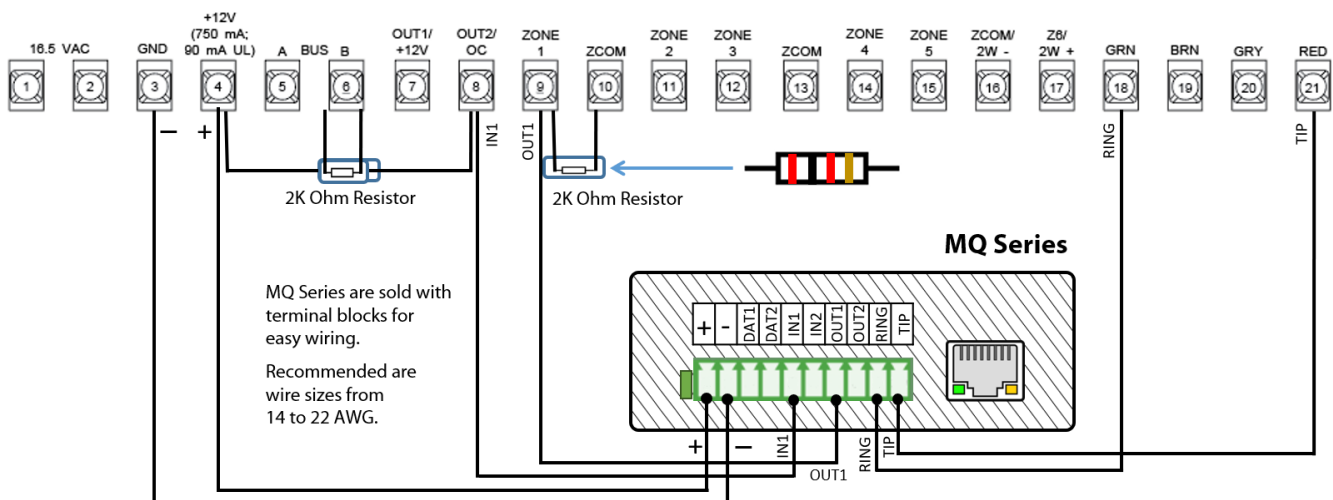 +12V
(750 mA;
90 mA UL)
16.5 VAC
GND
A BUS B
OUT1/
+12V
OUT2/
OC
ZONE
1
ZCOM
ZONE
2
ZONE
3
ZCOM
ZONE
4
ZONE
5
ZCOM/
2W -
Z6/
2W +
GRN
BRN
GRY
RED
1 2 3 4 5 6 7 8 9 10 11 12 13 14 15 16 17 18 19 20 21
− +
IN1
OUT1
RING
TIP
2K Ohm Resistor
2K Ohm Resistor
MQ Series
MQ Series are sold with
terminal blocks for
easy wiring.
Recommended are
wire sizes from
14 to 22 AWG.
+ - DAT1 DAT2 IN1 IN2 OUT1 OUT2 RING TIP
+ −
IN1
OUT1
RING
TIP